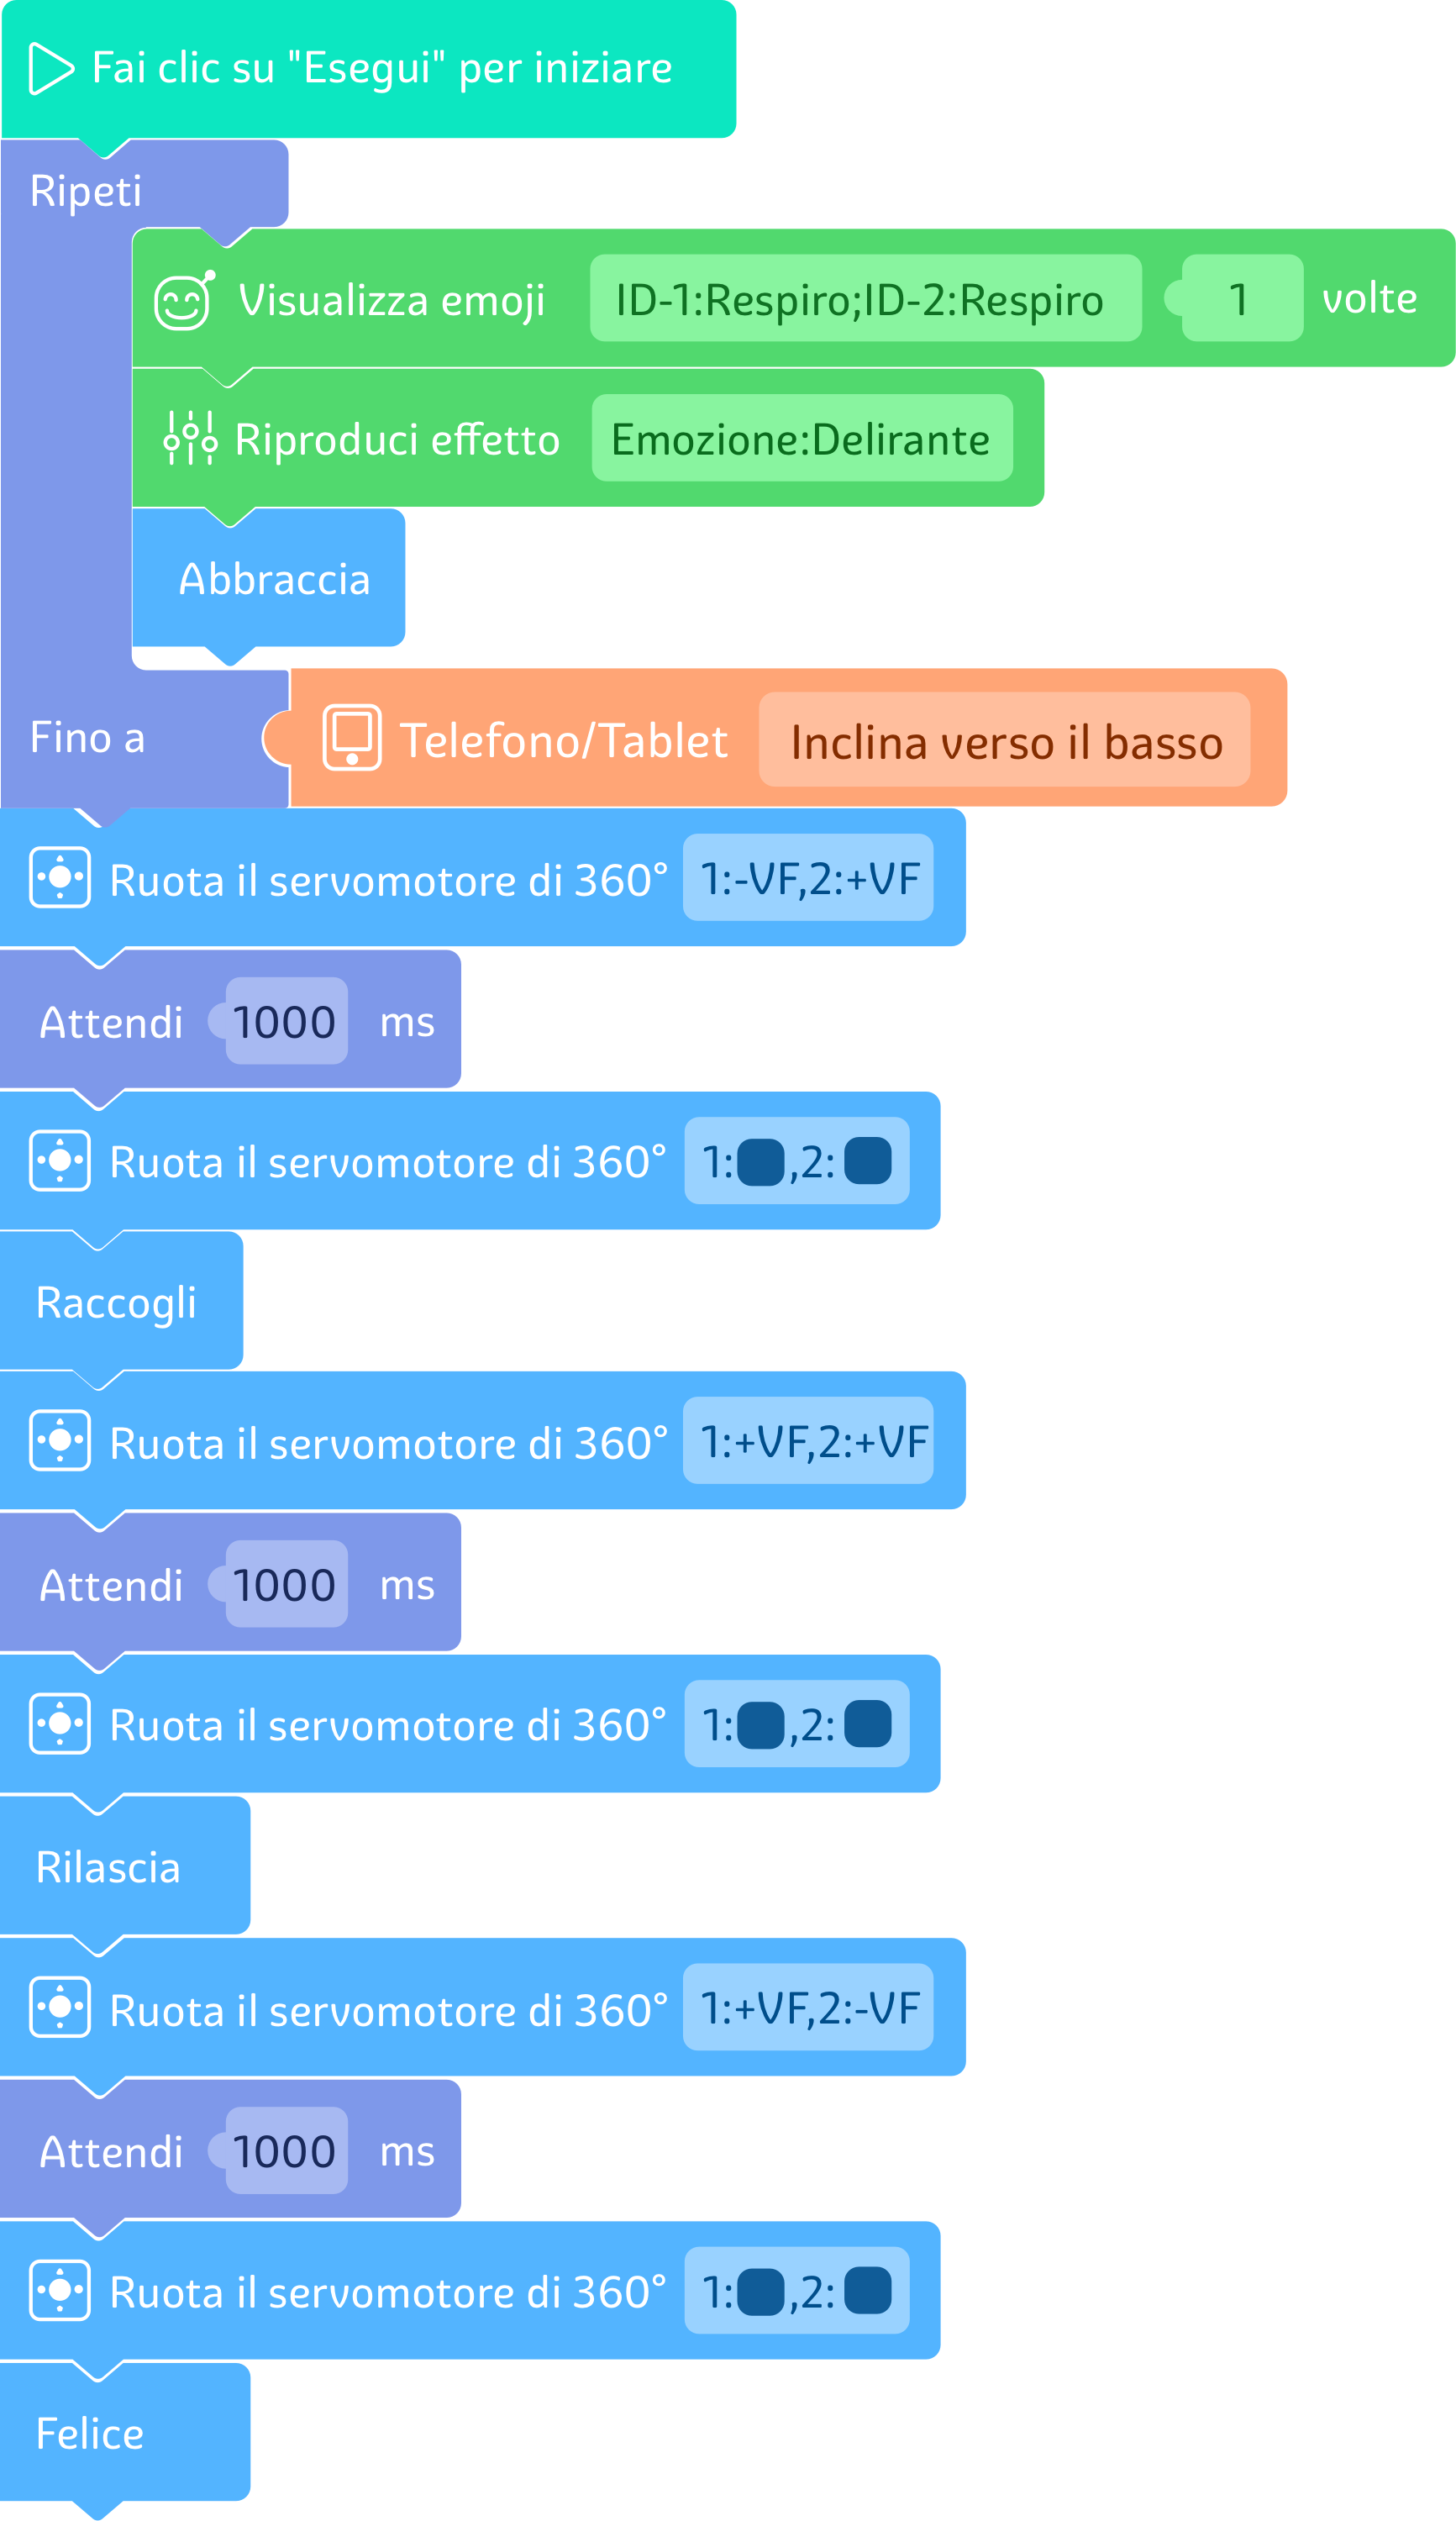 Fai clic su "Esegui" per iniziare
Ripeti
Visualizza emoji ID-1:Respiro;ID-2:Respiro 1 volte
Riproduci effetto Emozione:Delirante
Abbraccia
Fino a Telefono/Tablet Inclina verso il basso
Ruota il servomotore di 360° 1:-VF,2:+VF
Attendi 1000 ms
Ruota il servomotore di 360° 1: ,2:
Raccogli
Ruota il servomotore di 360° 1:+VF,2:+VF
Attendi 1000 ms
Ruota il servomotore di 360° 1: ,2:
Rilascia
Ruota il servomotore di 360° 1:+VF,2:-VF
Attendi 1000 ms
Ruota il servomotore di 360° 1: ,2:
Felice